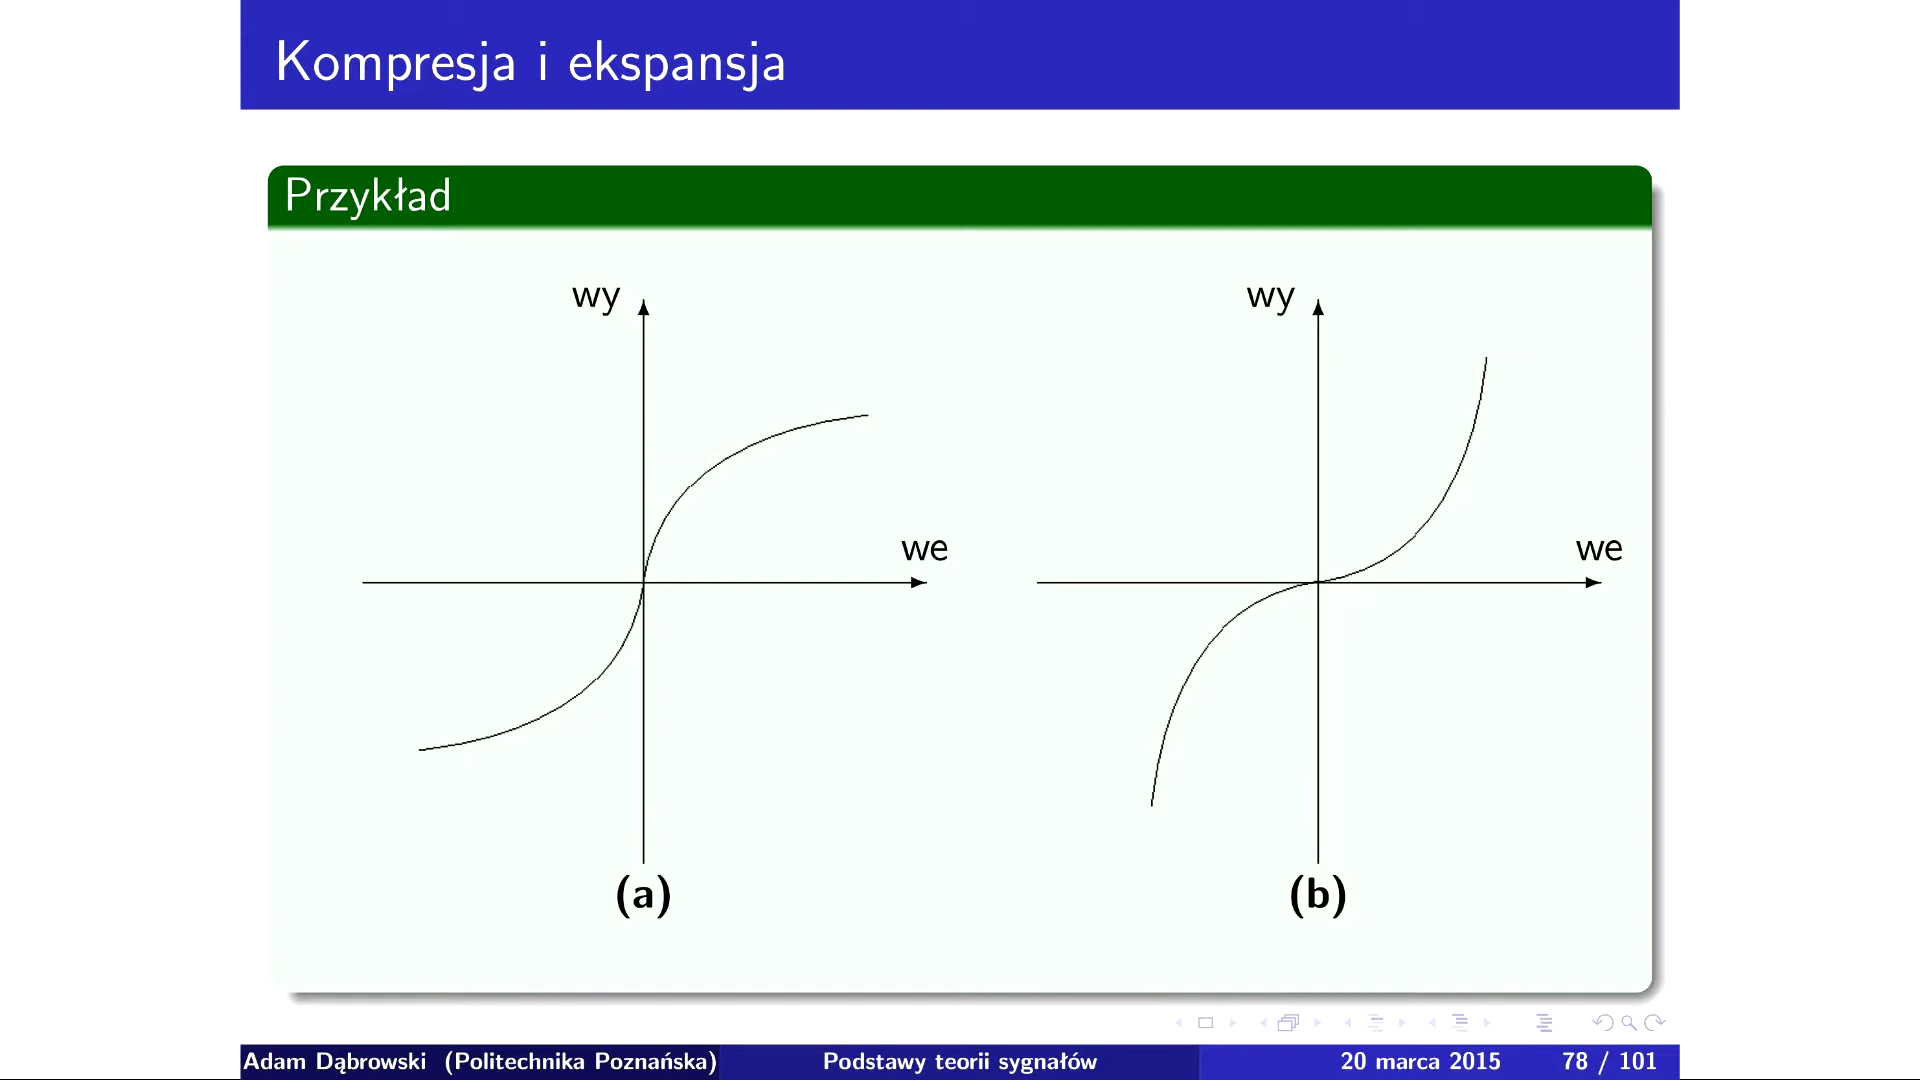 Kompresja i ekspansja
Przykład
wy
we
(a)
wy
we
(b)
Adam Dąbrowski (Politechnika Poznańska)
Podstawy teorii sygnałów
20 marca 2015
78 / 101